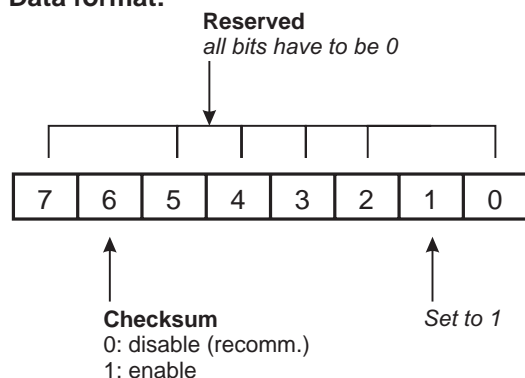 Data format:
Reserved
all bits have to be 0
7 6 5 4 3 2 1 0
Checksum
0: disable (recomm.)
1: enable
Set to 1